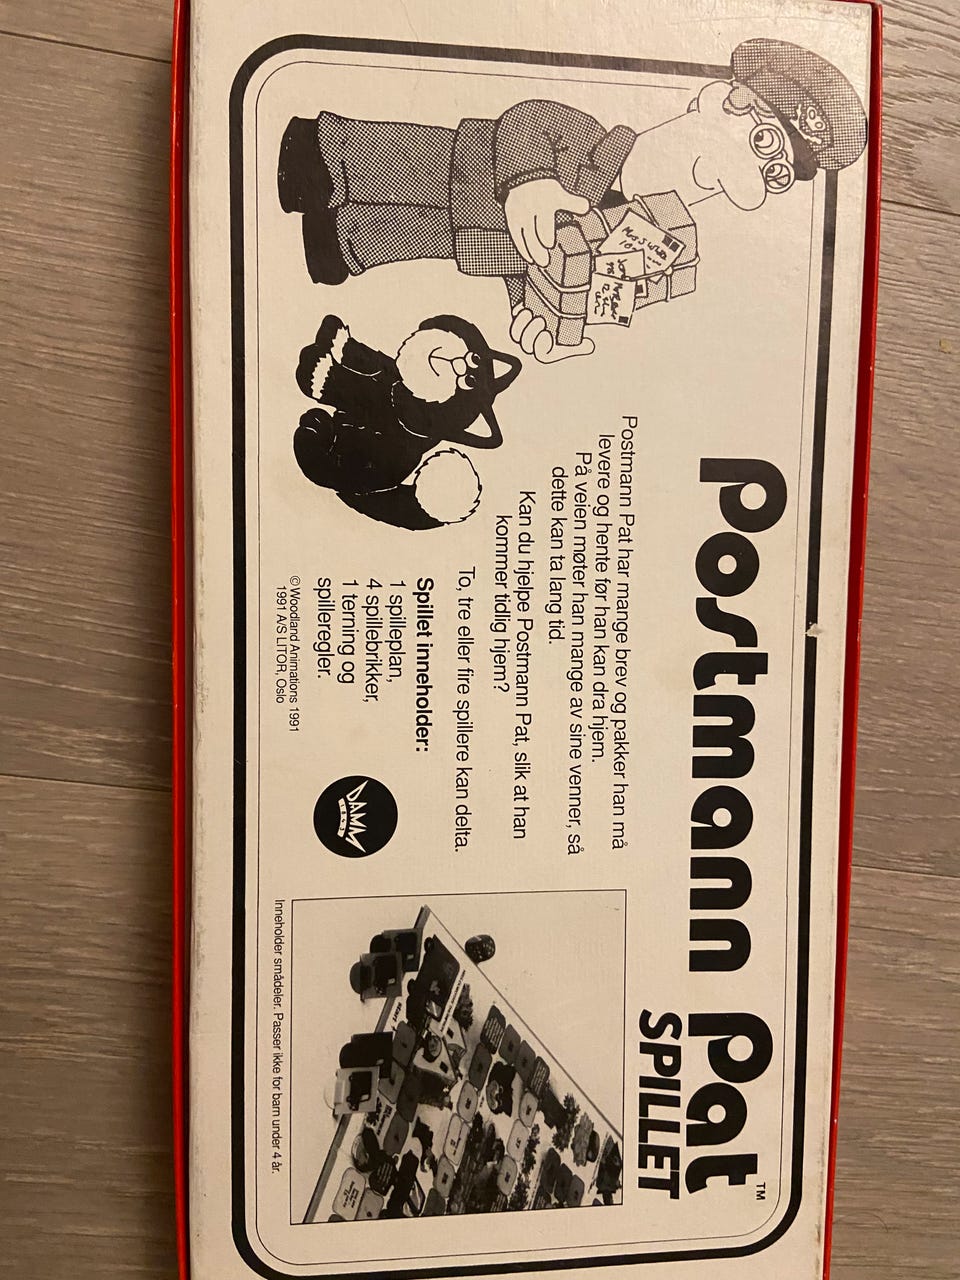 Postmann Pat™
SPILLET
Postmann Pat har mange brev og pakker han må
levere og hente før han kan dra hjem.
På veien møter han mange av sine venner, så
dette kan ta lang tid.
Kan du hjelpe Postmann Pat, slik at han
kommer tidlig hjem?
To, tre eller fire spillere kan delta.
Spillet inneholder:
1 spilleplan,
4 spillebrikker,
1 terning og
spilleregler.
© Woodland Animations 1991
1991 A/S LITOR, Oslo
DAMM
1843
Inneholder smådeler. Passer ikke for barn under 4 år.